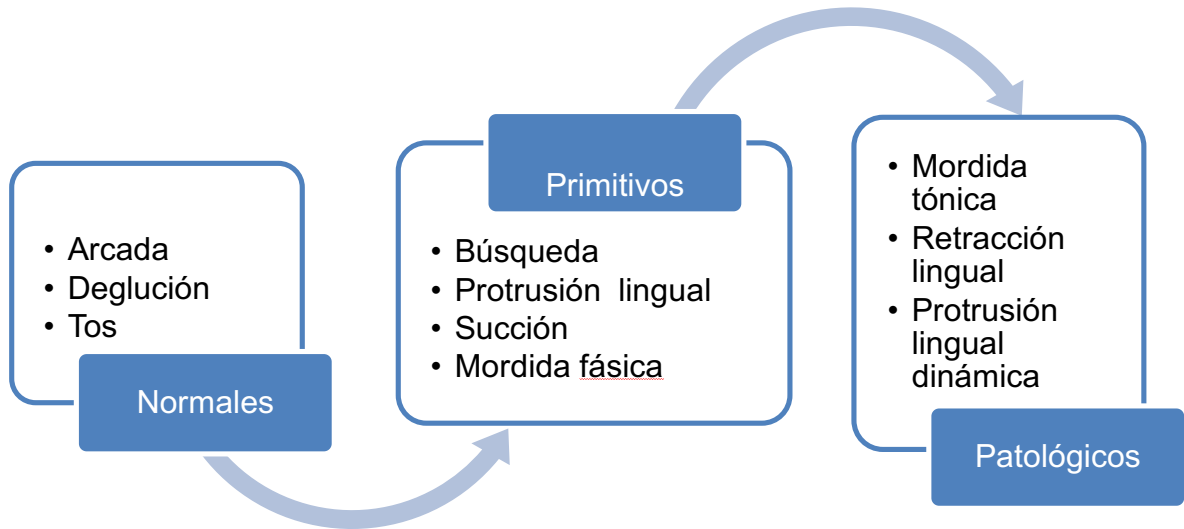 • Arcada
• Deglución
• Tos
Normales
Primitivos
• Búsqueda
• Protrusión lingual
• Succión
• Mordida fásica
• Mordida
tónica
• Retracción
lingual
• Protrusión
lingual
dinámica
Patológicos